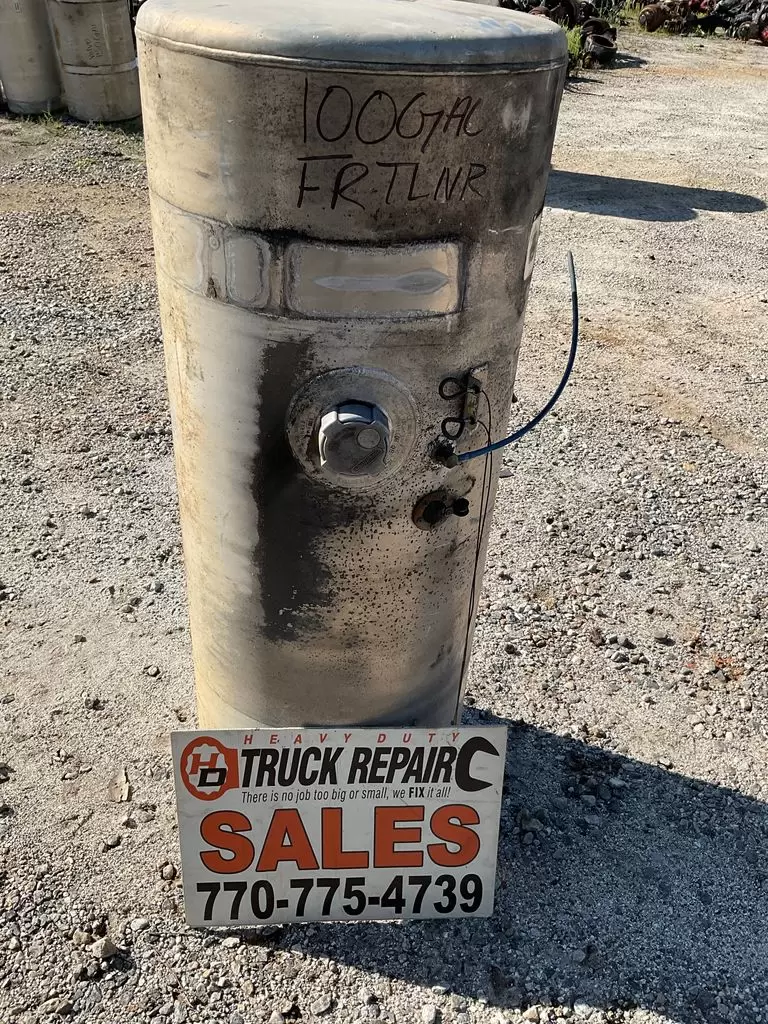 100GAL
FRTLNR
HEAVY DUTY
HD TRUCK REPAIR
There is no job too big or small, we FIX it all!
SALES
770-775-4739